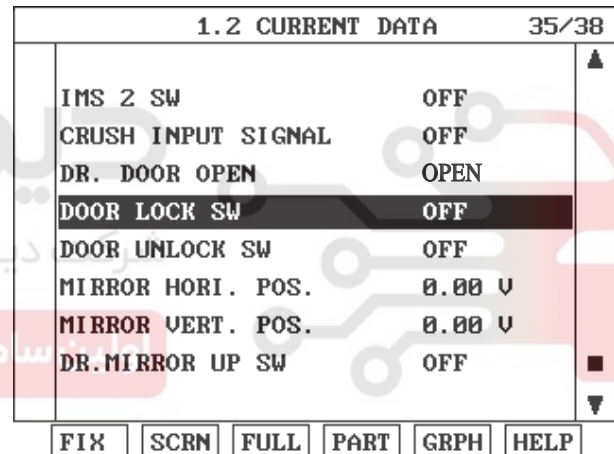 1.2 CURRENT DATA 35/38
IMS 2 SW OFF
CRUSH INPUT SIGNAL OFF
DR. DOOR OPEN OPEN
DOOR LOCK SW OFF
DOOR UNLOCK SW OFF
MIRROR HORI. POS. 0.00 V
MIRROR VERT. POS. 0.00 V
DR.MIRROR UP SW OFF
FIX SCRN FULL PART GRPH HELP